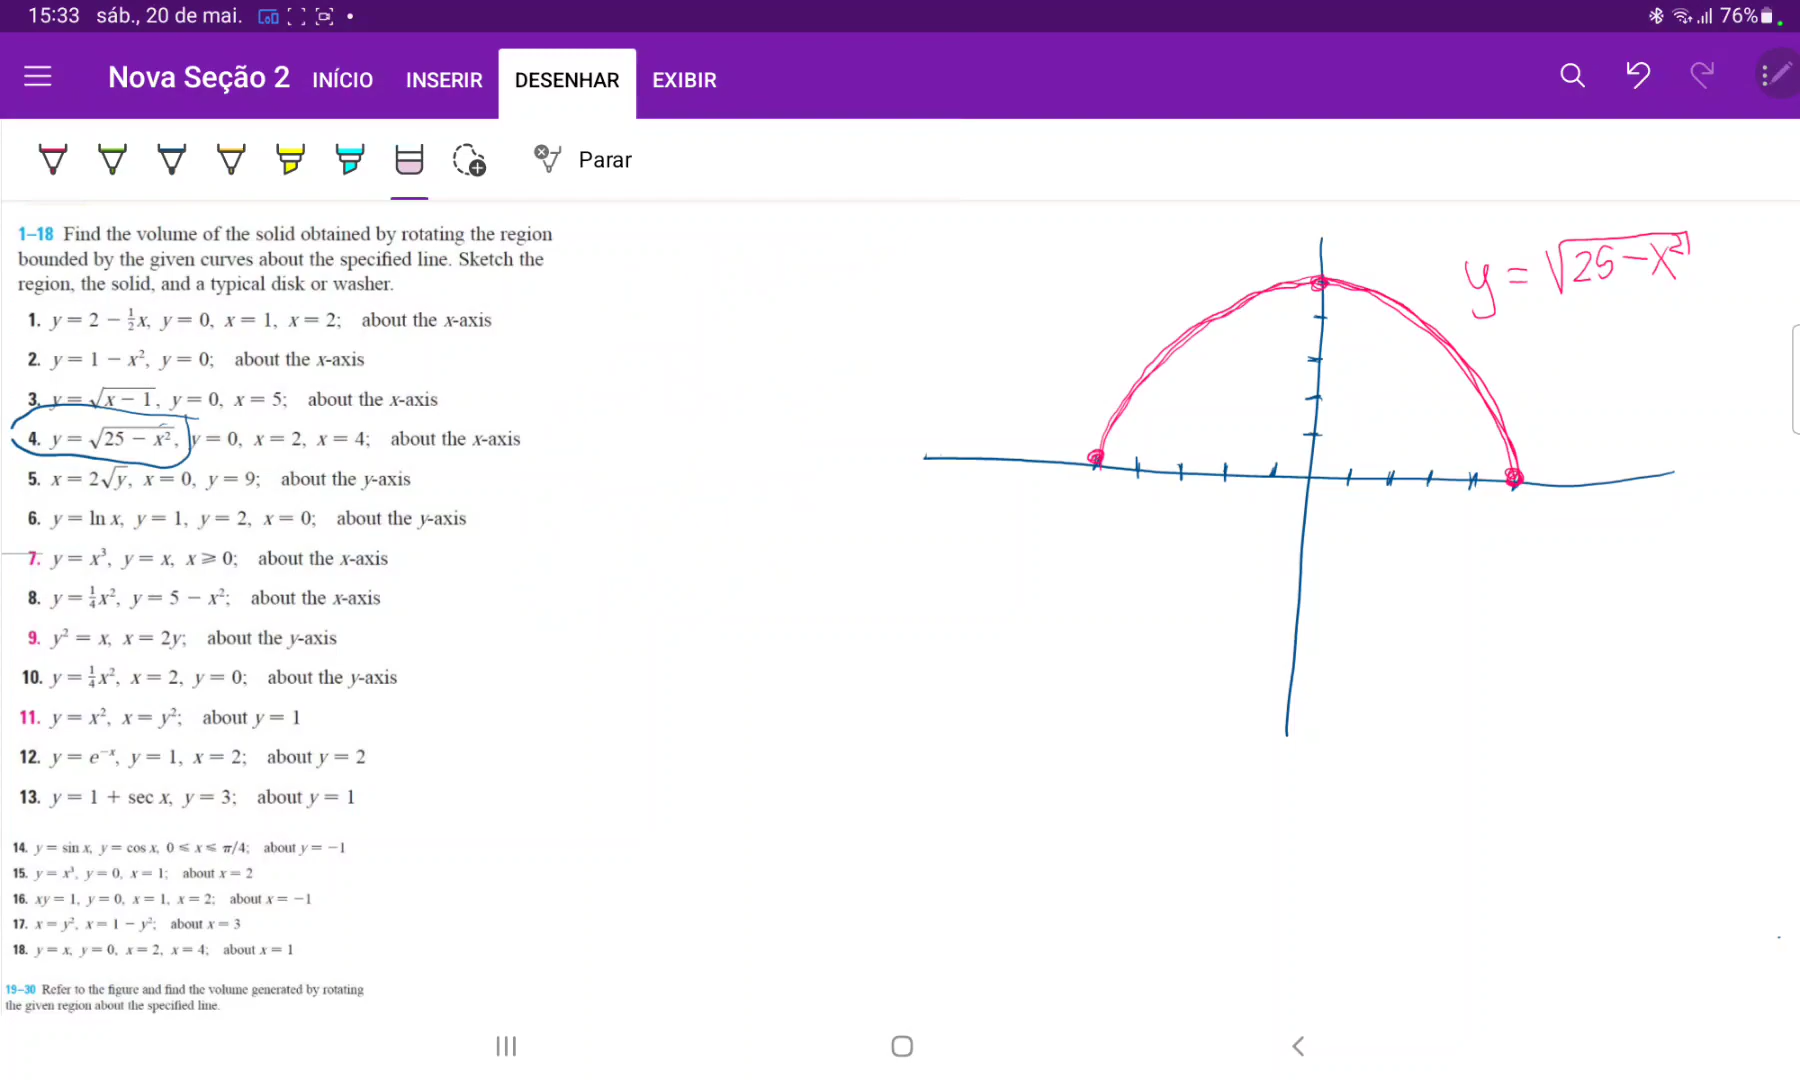 15:33 sáb., 20 de mai. 76%
Nova Seção 2 INÍCIO INSERIR DESENHAR EXIBIR
Parar
1–18 Find the volume of the solid obtained by rotating the region
bounded by the given curves about the specified line. Sketch the
region, the solid, and a typical disk or washer.
1. y = 2 − ½x, y = 0, x = 1, x = 2; about the x-axis
2. y = 1 − x², y = 0; about the x-axis
3. y = √(x − 1), y = 0, x = 5; about the x-axis
4. y = √(25 − x²), y = 0, x = 2, x = 4; about the x-axis
5. x = 2√y, x = 0, y = 9; about the y-axis
6. y = ln x, y = 1, y = 2, x = 0; about the y-axis
7. y = x³, y = x, x ⩾ 0; about the x-axis
8. y = ¼x², y = 5 − x²; about the x-axis
9. y² = x, x = 2y; about the y-axis
10. y = ¼x², x = 2, y = 0; about the y-axis
11. y = x², x = y²; about y = 1
12. y = e⁻ˣ, y = 1, x = 2; about y = 2
13. y = 1 + sec x, y = 3; about y = 1
14. y = sin x, y = cos x, 0 ⩽ x ⩽ π/4; about y = −1
15. y = x³, y = 0, x = 1; about x = 2
16. xy = 1, y = 0, x = 1, x = 2; about x = −1
17. x = y², x = 1 − y²; about x = 3
18. y = x, y = 0, x = 2, x = 4; about x = 1
19–30 Refer to the figure and find the volume generated by rotating
the given region about the specified line.
y = √(25 − x²)